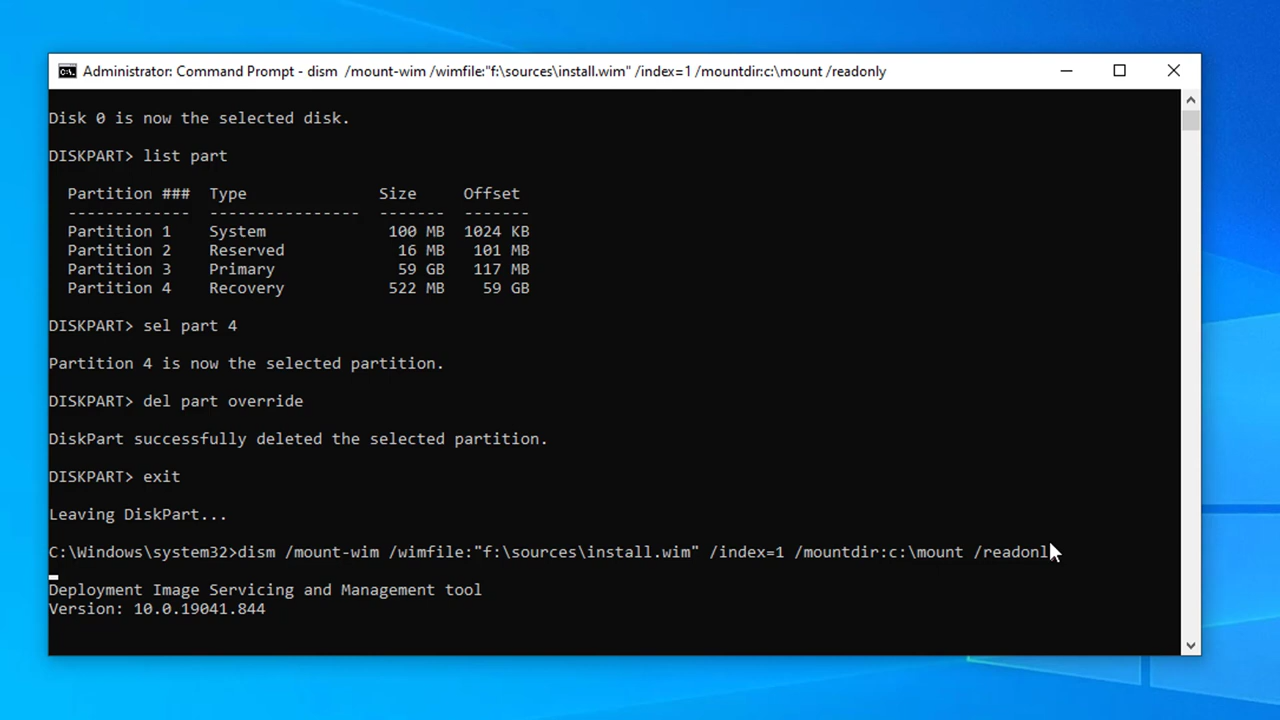 Administrator: Command Prompt - dism  /mount-wim /wimfile:"f:\sources\install.wim" /index=1 /mountdir:c:\mount /readonly
Disk 0 is now the selected disk.
DISKPART> list part
  Partition ###  Type              Size     Offset
  -------------  ----------------  -------  -------
  Partition 1    System             100 MB  1024 KB
  Partition 2    Reserved            16 MB   101 MB
  Partition 3    Primary             59 GB   117 MB
  Partition 4    Recovery           522 MB    59 GB
DISKPART> sel part 4
Partition 4 is now the selected partition.
DISKPART> del part override
DiskPart successfully deleted the selected partition.
DISKPART> exit
Leaving DiskPart...
C:\Windows\system32>dism /mount-wim /wimfile:"f:\sources\install.wim" /index=1 /mountdir:c:\mount /readonl
Deployment Image Servicing and Management tool
Version: 10.0.19041.844